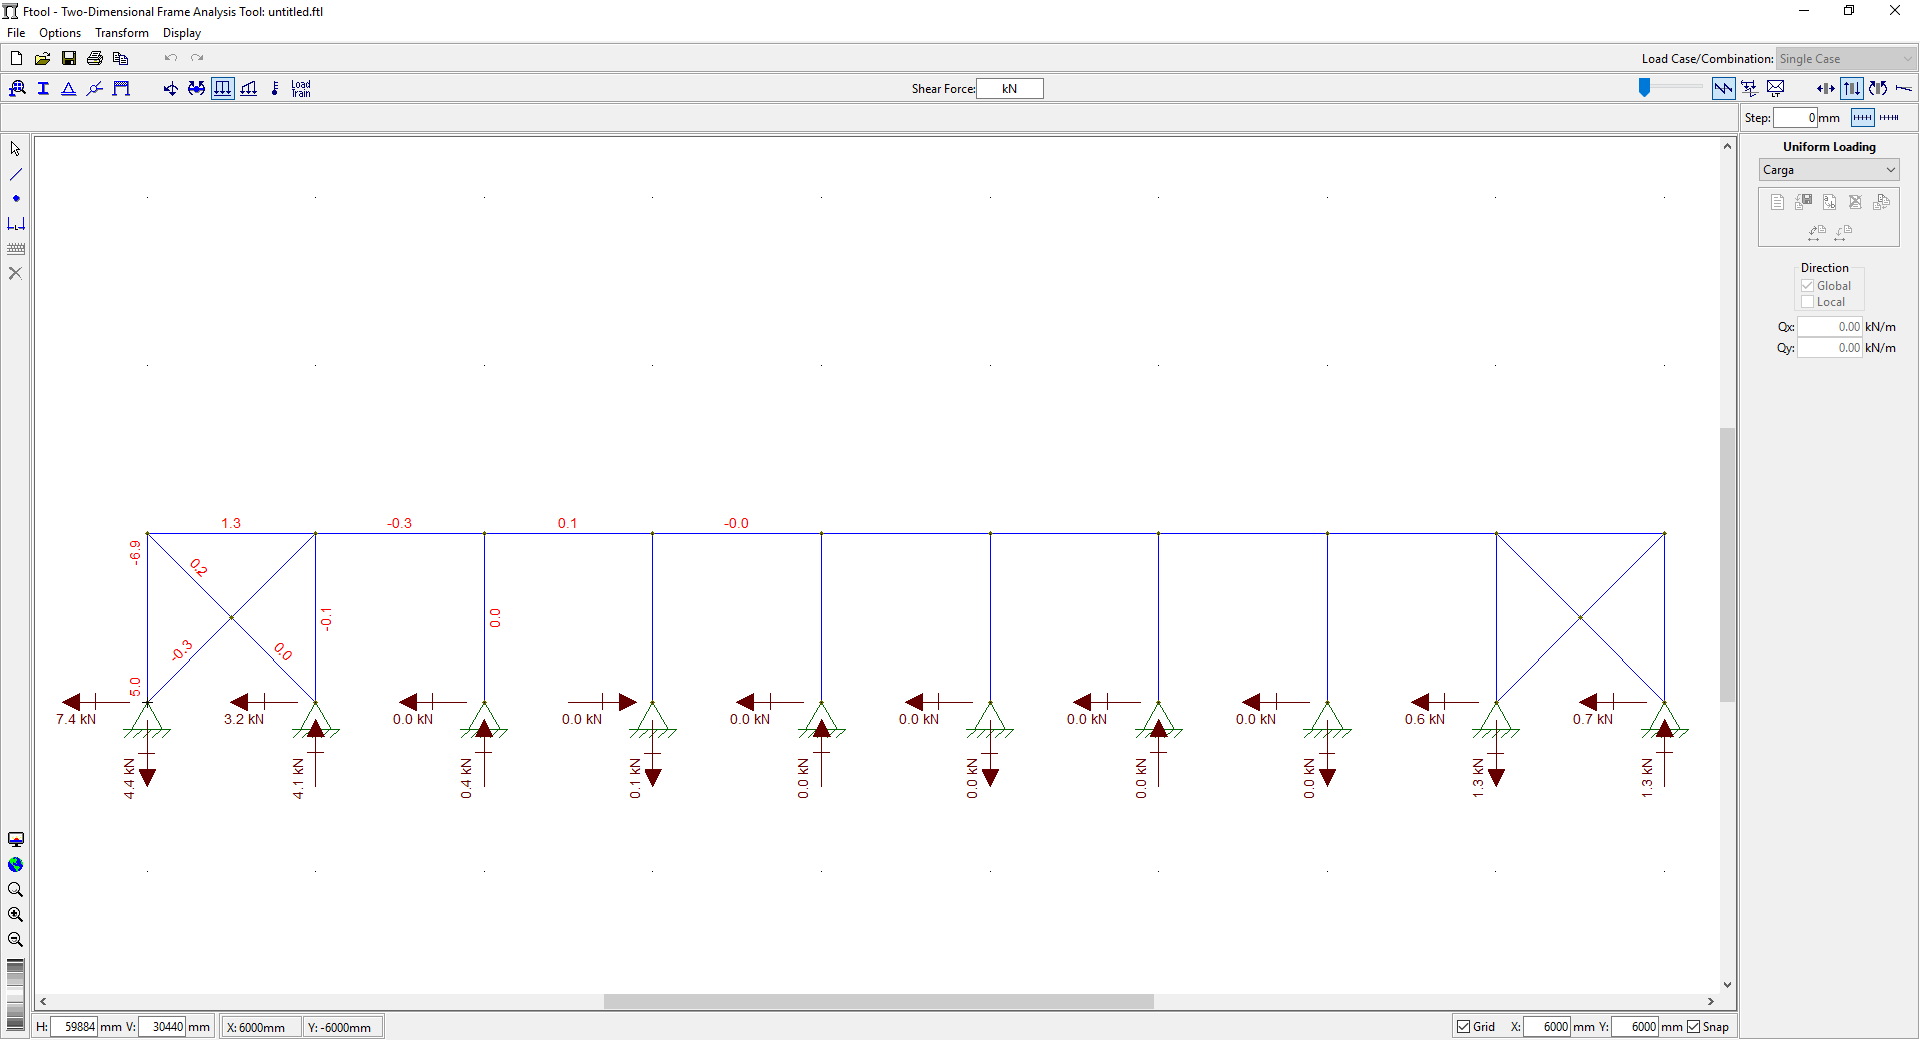 Ftool - Two-Dimensional Frame Analysis Tool: untitled.ftl
File Options Transform Display
Load Case/Combination: Single Case
Load Train
Shear Force: kN
LT
Step: 0 mm
Uniform Loading
Carga
Direction
Global
Local
Qx: 0.00 kN/m
Qy: 0.00 kN/m
1.3 -0.3 0.1 -0.0
-6.9
0.2
-0.1
0.0
-0.3
0.0
5.0
7.4 kN 3.2 kN 0.0 kN 0.0 kN 0.0 kN 0.0 kN 0.0 kN 0.0 kN 0.6 kN 0.7 kN
4.4 kN 4.1 kN 0.4 kN 0.1 kN 0.0 kN 0.0 kN 0.0 kN 0.0 kN 1.3 kN 1.3 kN
H: 59884 mm V: 30440 mm X: 6000mm Y: -6000mm Grid X: 6000 mm Y: 6000 mm Snap